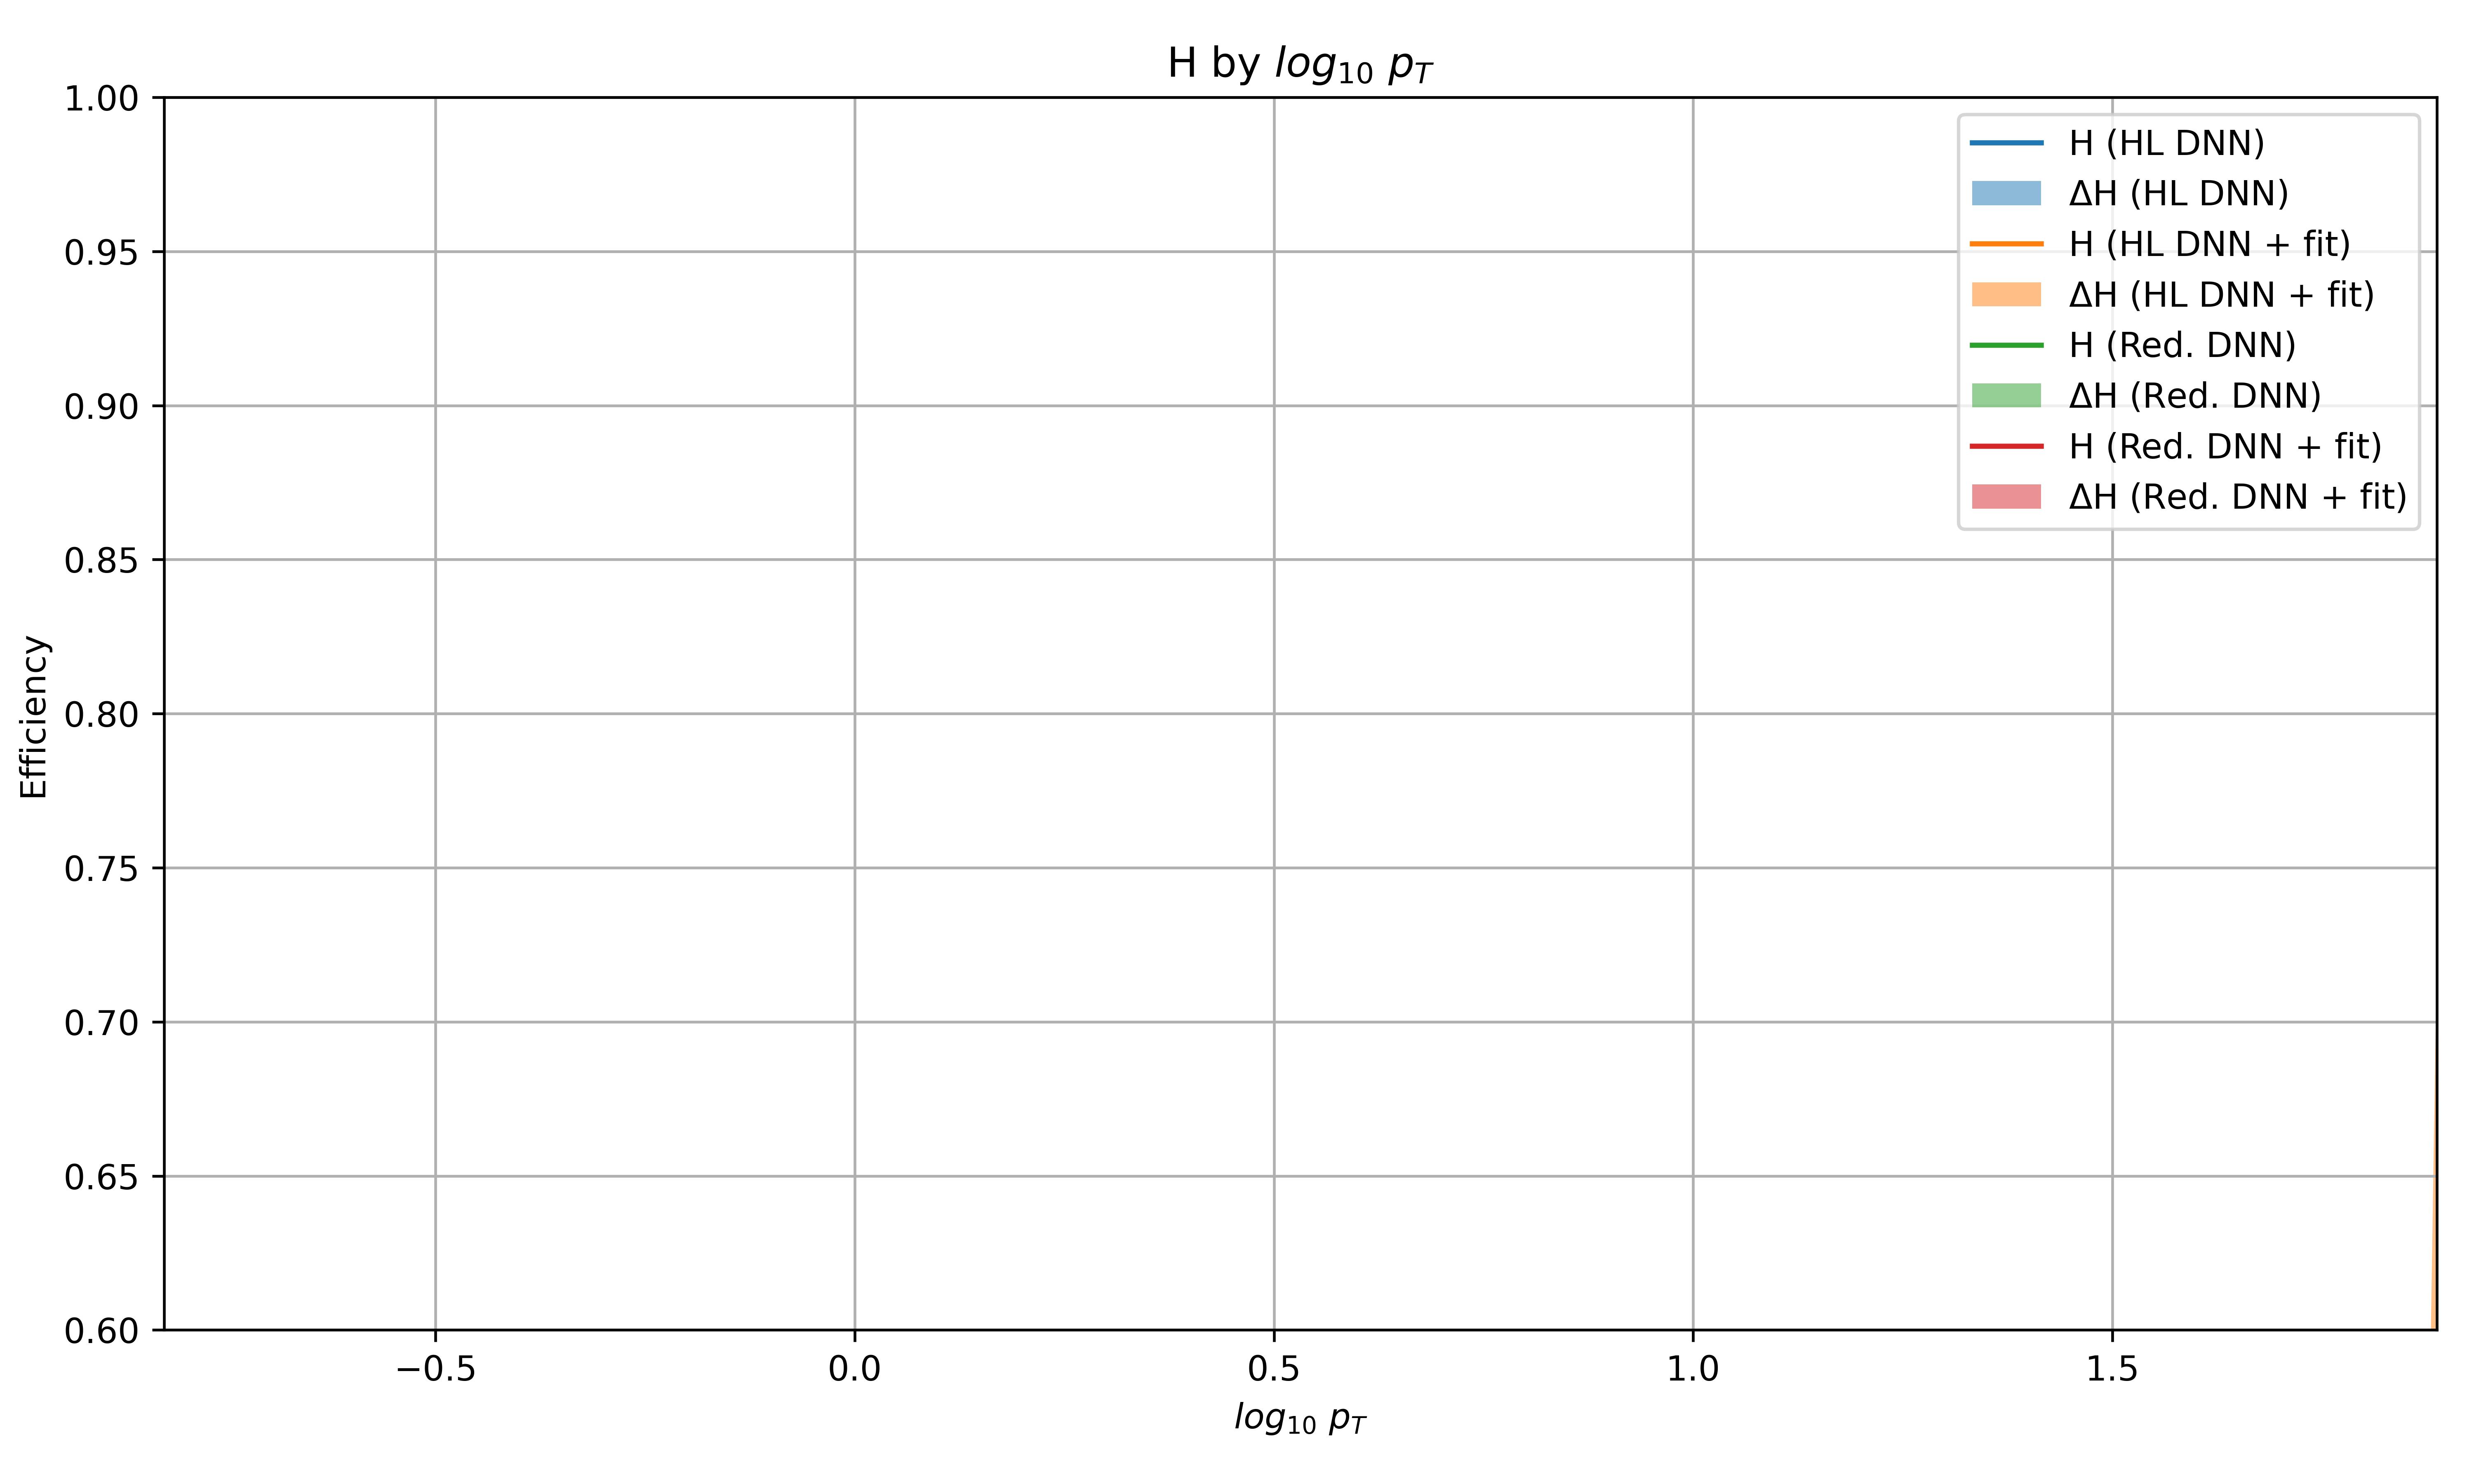 H by log₁₀ p_T
1.00
0.95
0.90
0.85
0.80
0.75
0.70
0.65
0.60
Efficiency
−0.5
0.0
0.5
1.0
1.5
log₁₀ p_T
H (HL DNN)
ΔH (HL DNN)
H (HL DNN + fit)
ΔH (HL DNN + fit)
H (Red. DNN)
ΔH (Red. DNN)
H (Red. DNN + fit)
ΔH (Red. DNN + fit)